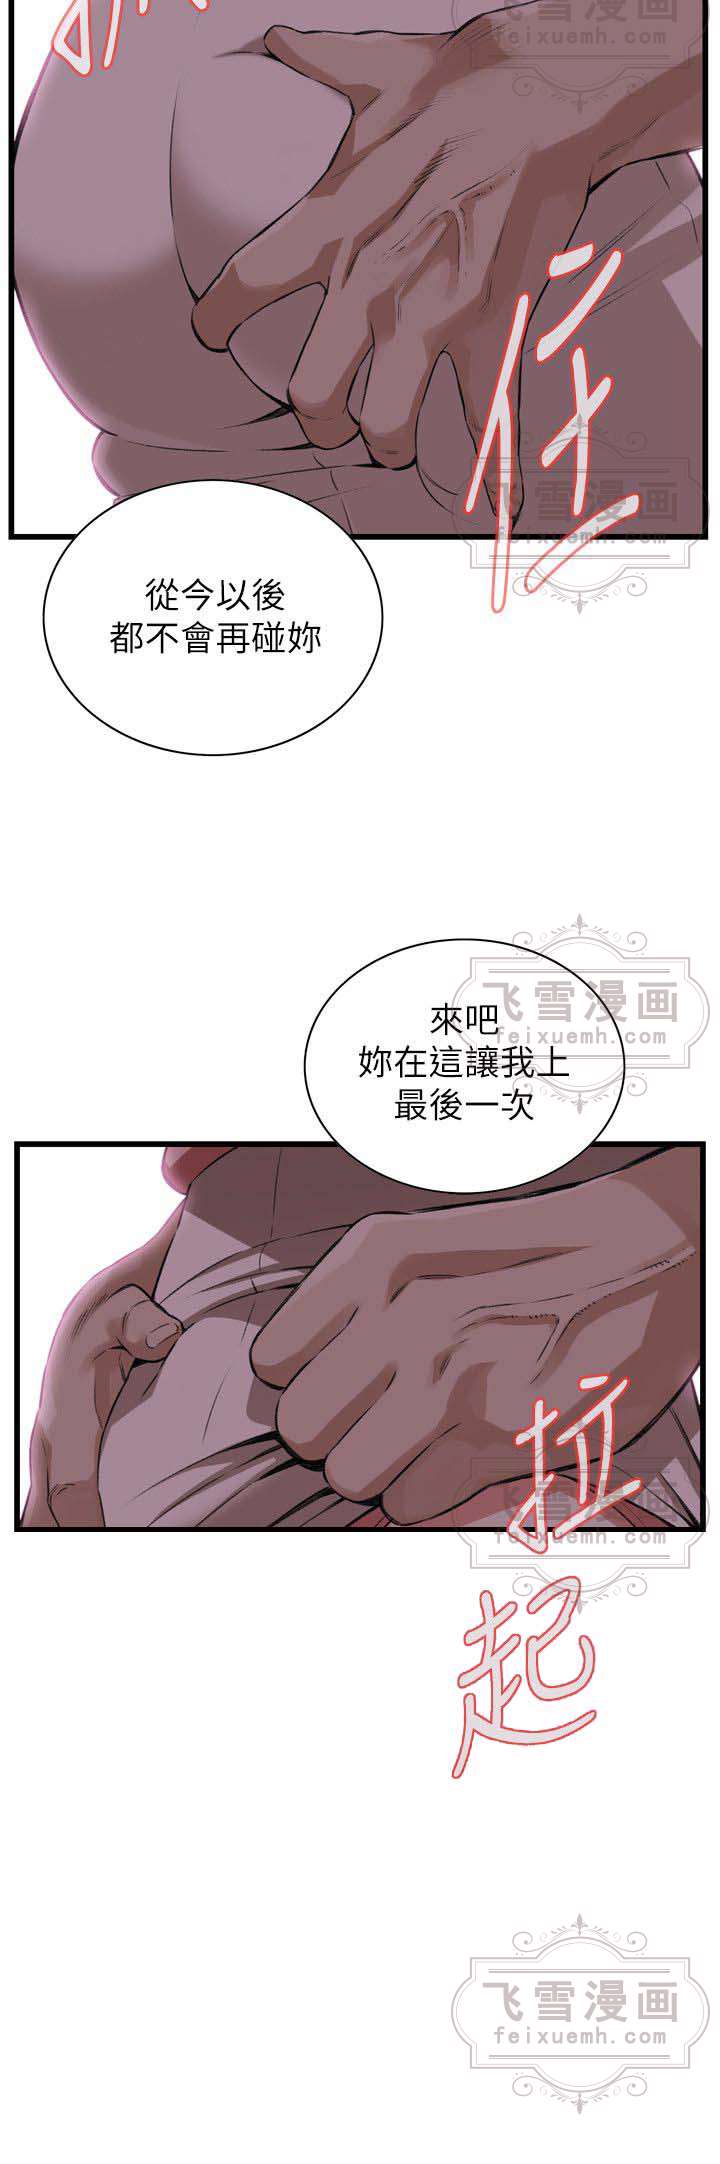 飞雪漫画
feixuemh.com
抓
住
飞雪漫画
feixuemh.com
從今以後
都不會再碰妳
飞雪漫画
feixuemh.com
來吧
妳在這讓我上
最後一次
拉
飞雪漫画
feixuemh.com
起
飞雪漫画
feixuemh.com